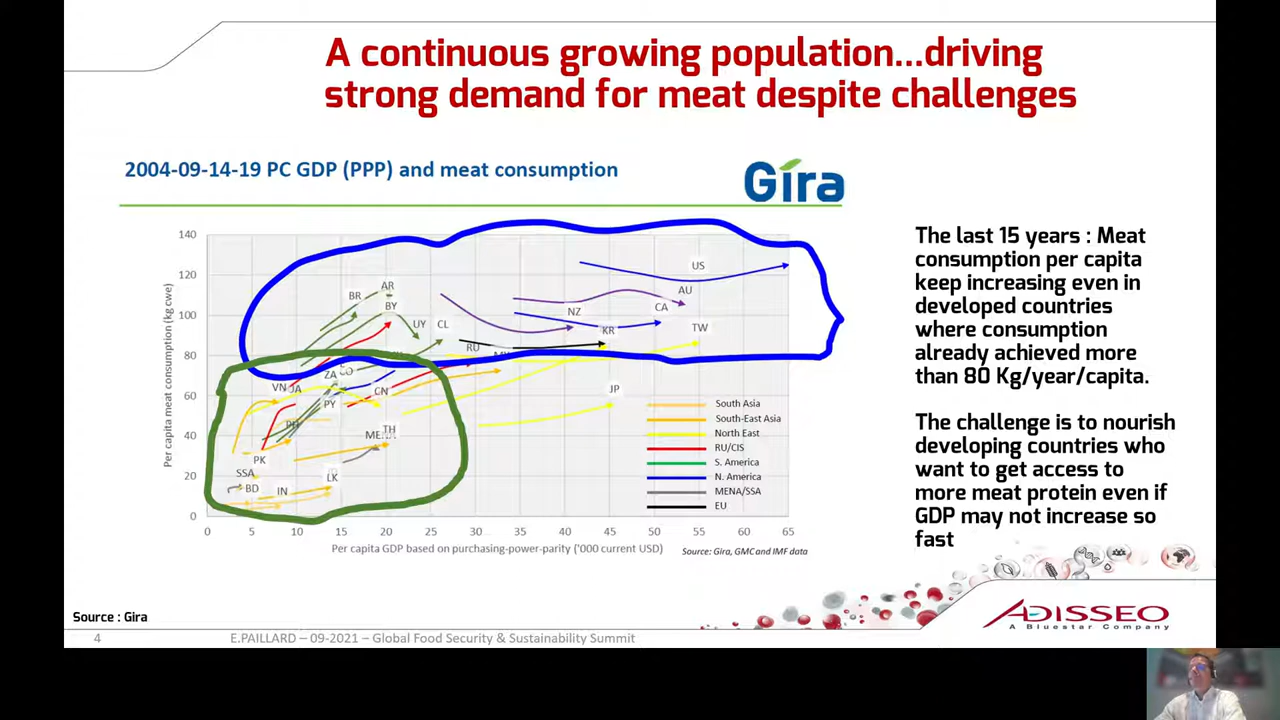 A continuous growing population...driving
strong demand for meat despite challenges
2004-09-14-19 PC GDP (PPP) and meat consumption
Gira
Per capita meat consumption (kg cwe)
140
120
100
80
60
40
20
0
US
AR
BR
AU
BY
CA
NZ
UY
CL
TW
KR
RU
ZA
CO
VN
JA
CN
JP
PY
PH
TH
PK
SSA
LK
BD
IN
South Asia
South-East Asia
North East
RU/CIS
S. America
N. America
MENA/SSA
EU
0 5 10 15 20 25 30 35 40 45 50 55 60 65
Per capita GDP based on purchasing-power-parity ('000 current USD)
Source: Gira, GMC and IMF data
The last 15 years : Meat
consumption per capita
keep increasing even in
developed countries
where consumption
already achieved more
than 80 Kg/year/capita.
The challenge is to nourish
developing countries who
want to get access to
more meat protein even if
GDP may not increase so
fast
Source : Gira
4
E.PAILLARD – 09-2021 – Global Food Security & Sustainability Summit
ADISSEO
A Bluestar Company